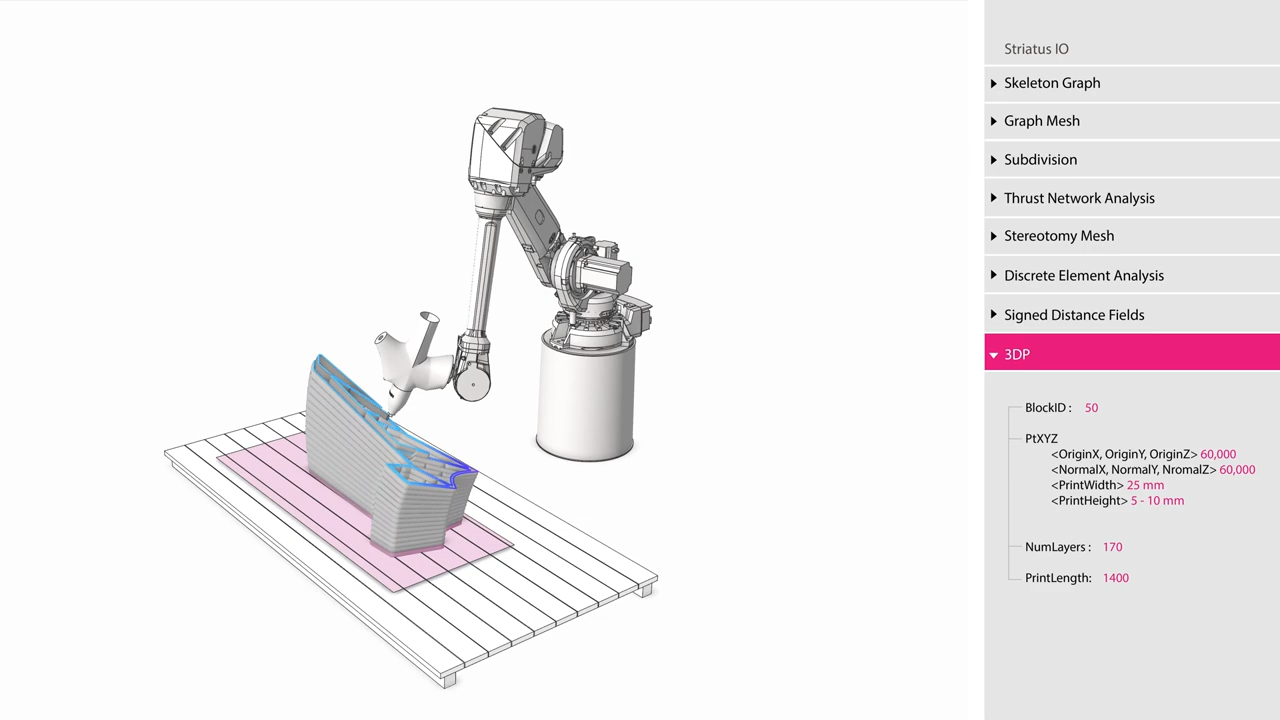 Striatus IO
Skeleton Graph
Graph Mesh
Subdivision
Thrust Network Analysis
Stereotomy Mesh
Discrete Element Analysis
Signed Distance Fields
3DP
BlockID : 50
PtXYZ
<OriginX, OriginY, OriginZ> 60,000
<NormalX, NormalY, NromalZ> 60,000
<PrintWidth> 25 mm
<PrintHeight> 5 - 10 mm
NumLayers : 170
PrintLength: 1400